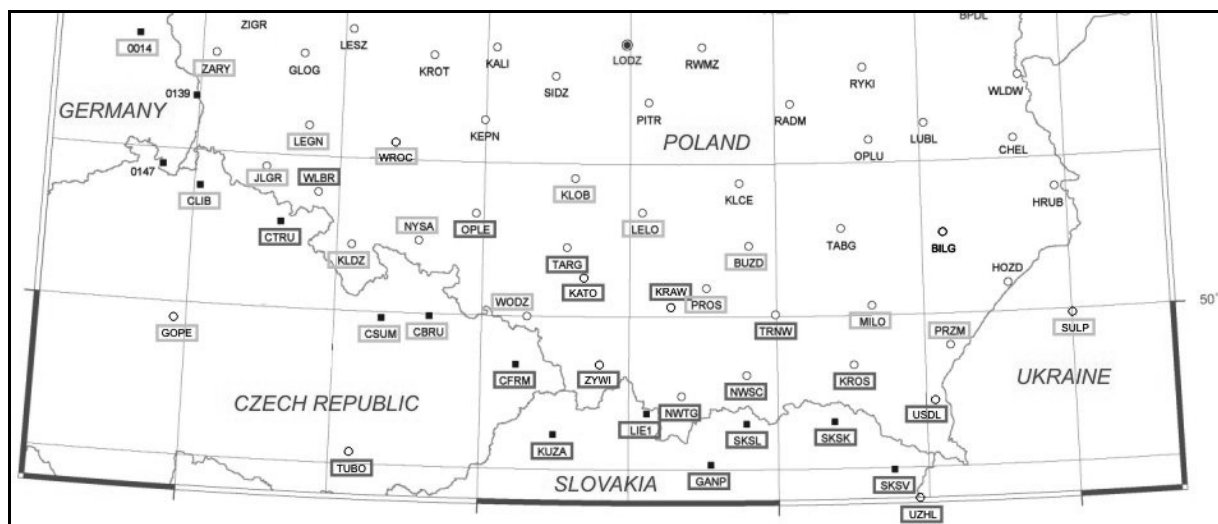 BPDL
ZIGR
LESZ
0014
ZARY
GLOG
KROT
KALI
LODZ
RWMZ
SIDZ
RYKI
WLDW
0139
GERMANY
PITR
RADM
LEGN
KEPN
WROC
POLAND
OPLU
LUBL
CHEL
0147
JLGR
WLBR
CLIB
KLOB
KLCE
HRUB
CTRU
NYSA
OPLE
LELO
TABG
BILG
KLDZ
TARG
BUZD
HOZD
KATO
KRAW
PROS
WODZ
50°
GOPE
CSUM
CBRU
TRNW
MILO
PRZM
SULP
CFRM
ZYWI
NWSC
KROS
UKRAINE
CZECH REPUBLIC
NWTG
USDL
LIE1
KUZA
SKSL
SKSK
TUBO
SLOVAKIA
GANP
SKSV
UZHL